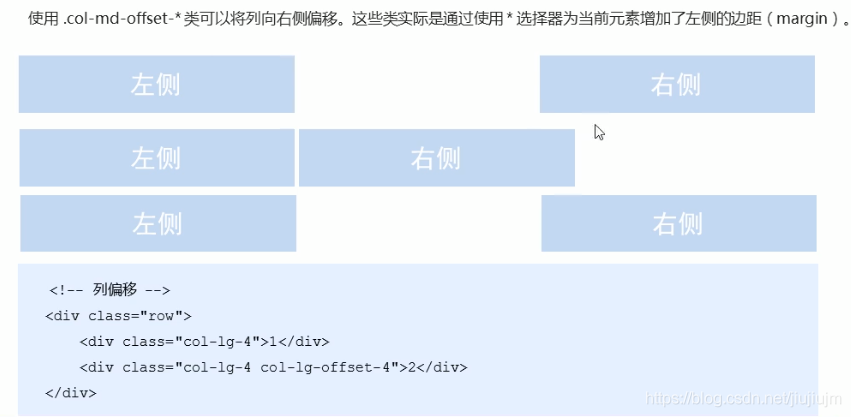 使用 .col-md-offset-* 类可以将列向右侧偏移。这些类实际是通过使用 * 选择器为当前元素增加了左侧的边距（margin）。
左侧 右侧
左侧 右侧
左侧 右侧
<!-- 列偏移 -->
<div class="row">
    <div class="col-lg-4">1</div>
    <div class="col-lg-4 col-lg-offset-4">2</div>
</div>
https://blog.csdn.net/jiujiujm